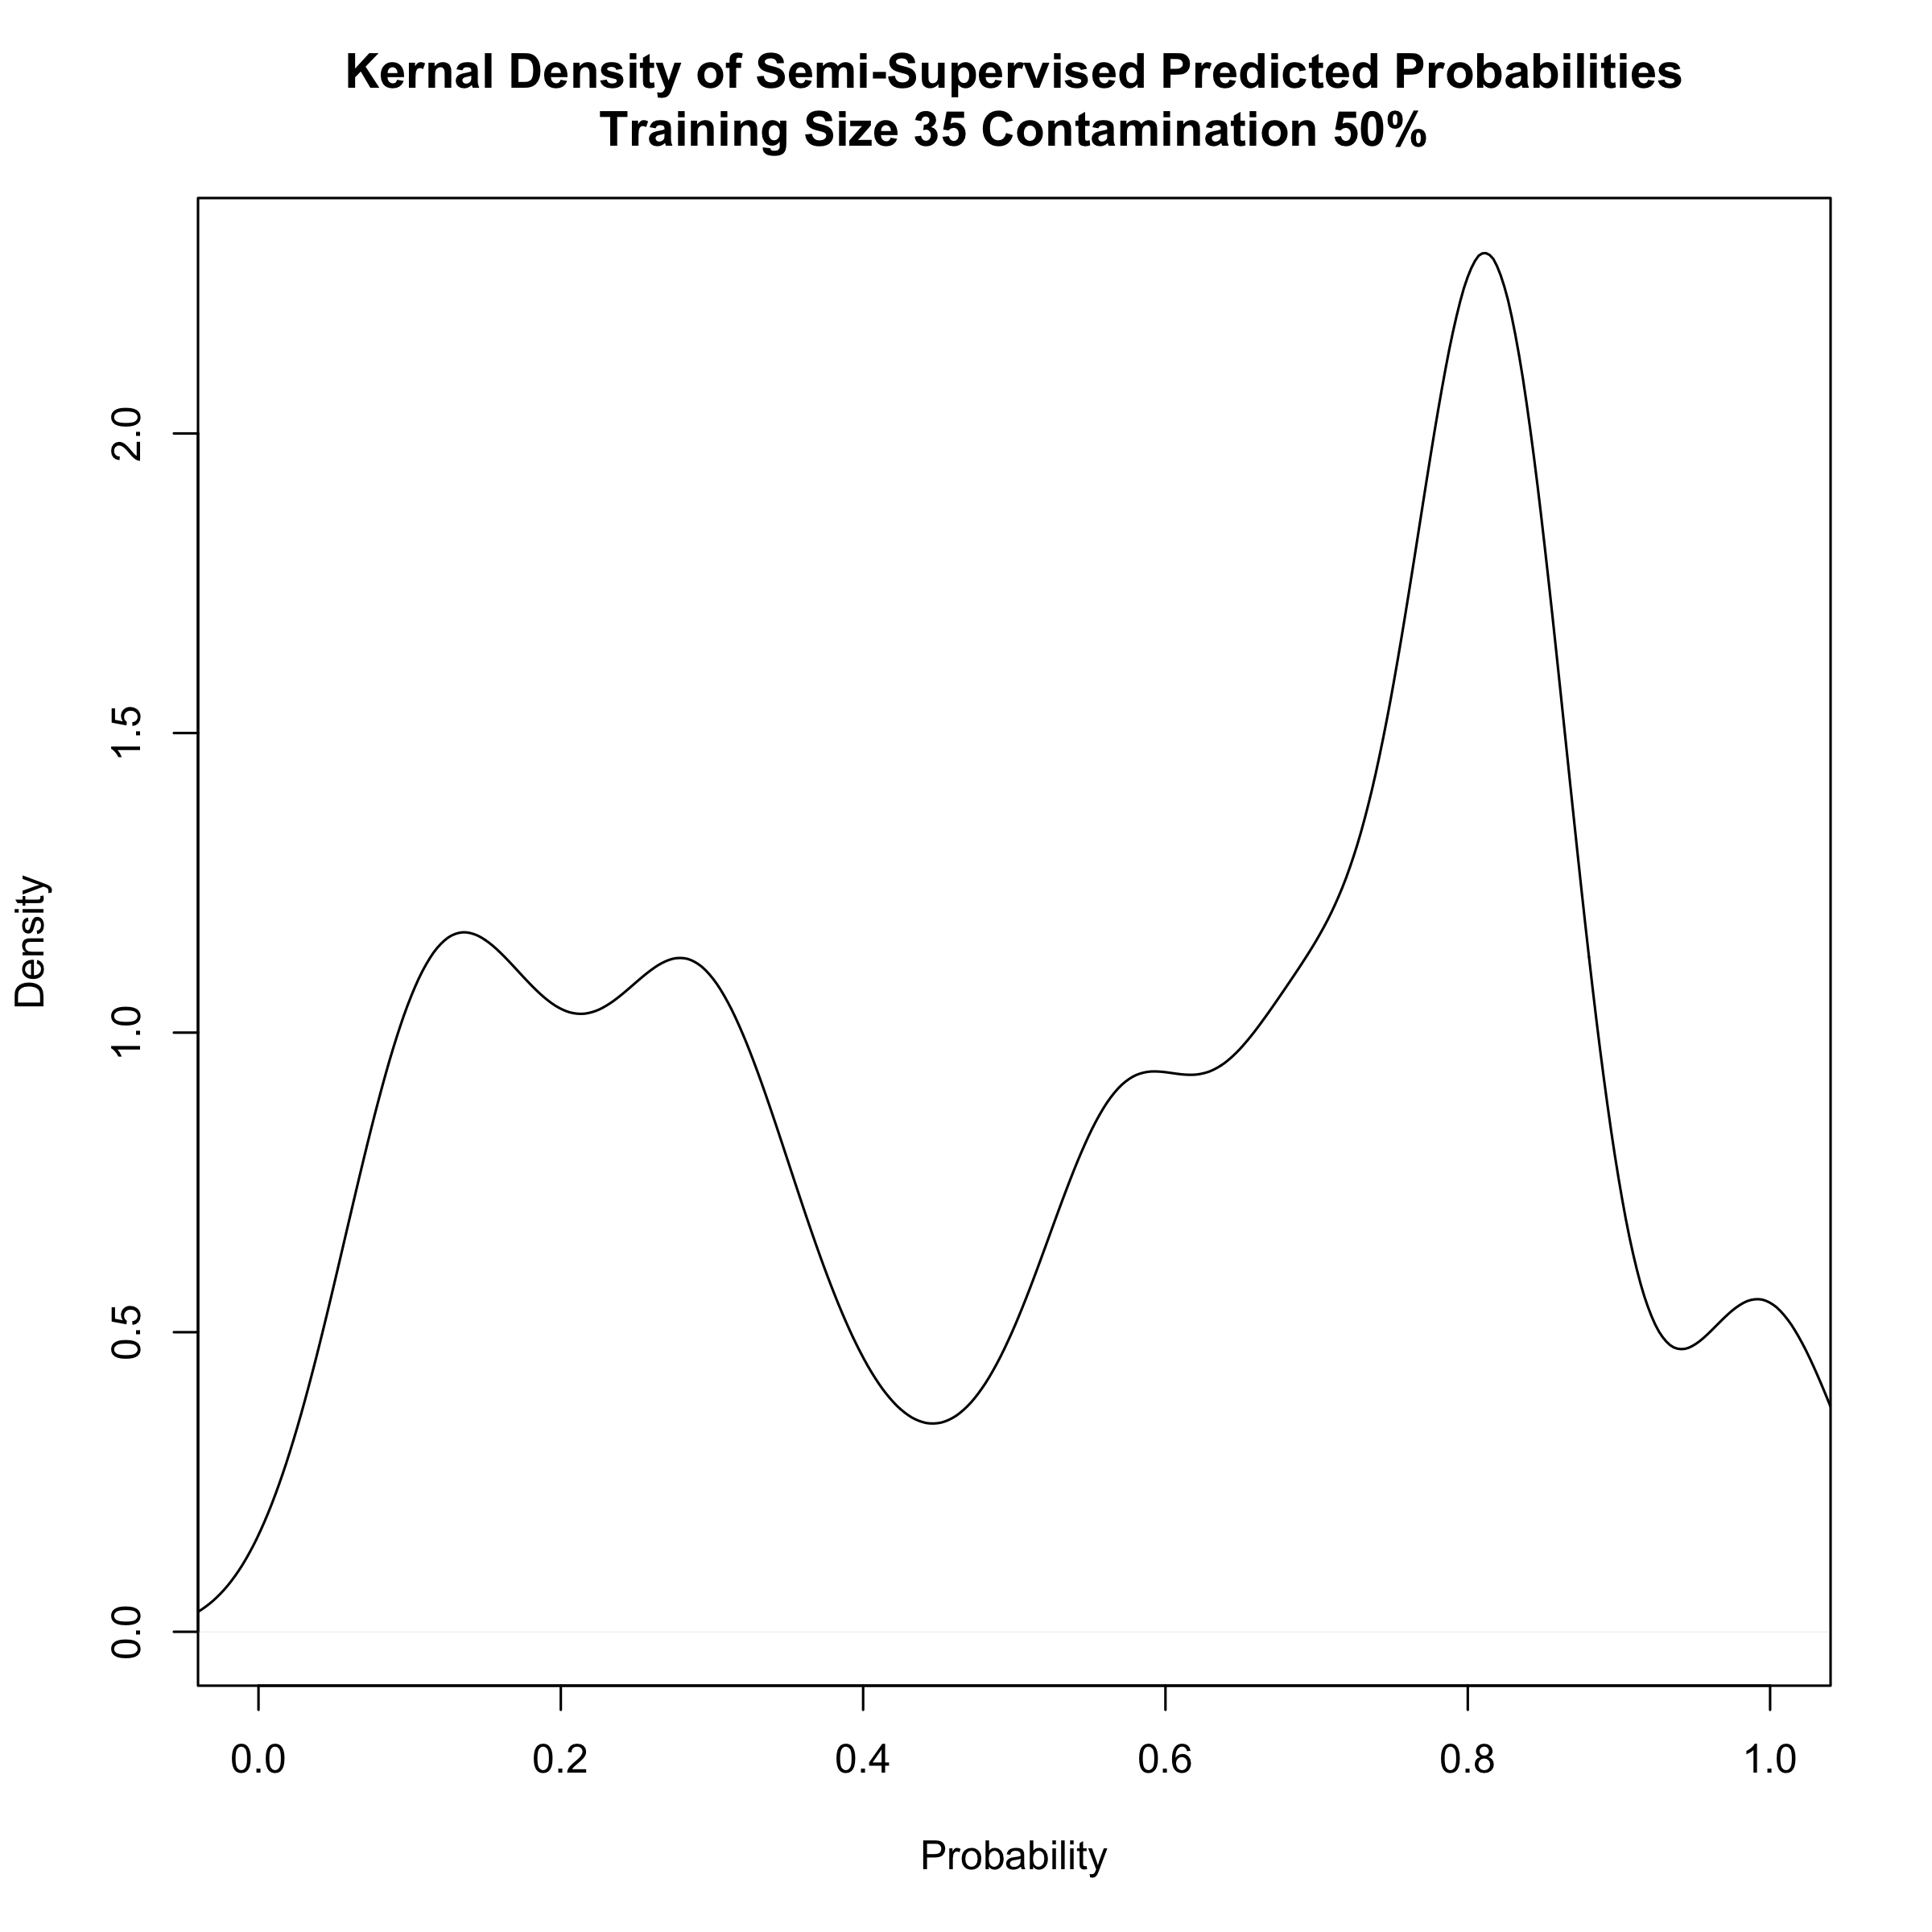 Kernal Density of Semi-Supervised Predicted Probabilities
Training Size 35 Contamination 50%
Density
2.0
1.5
1.0
0.5
0.0
0.0 0.2 0.4 0.6 0.8 1.0
Probability